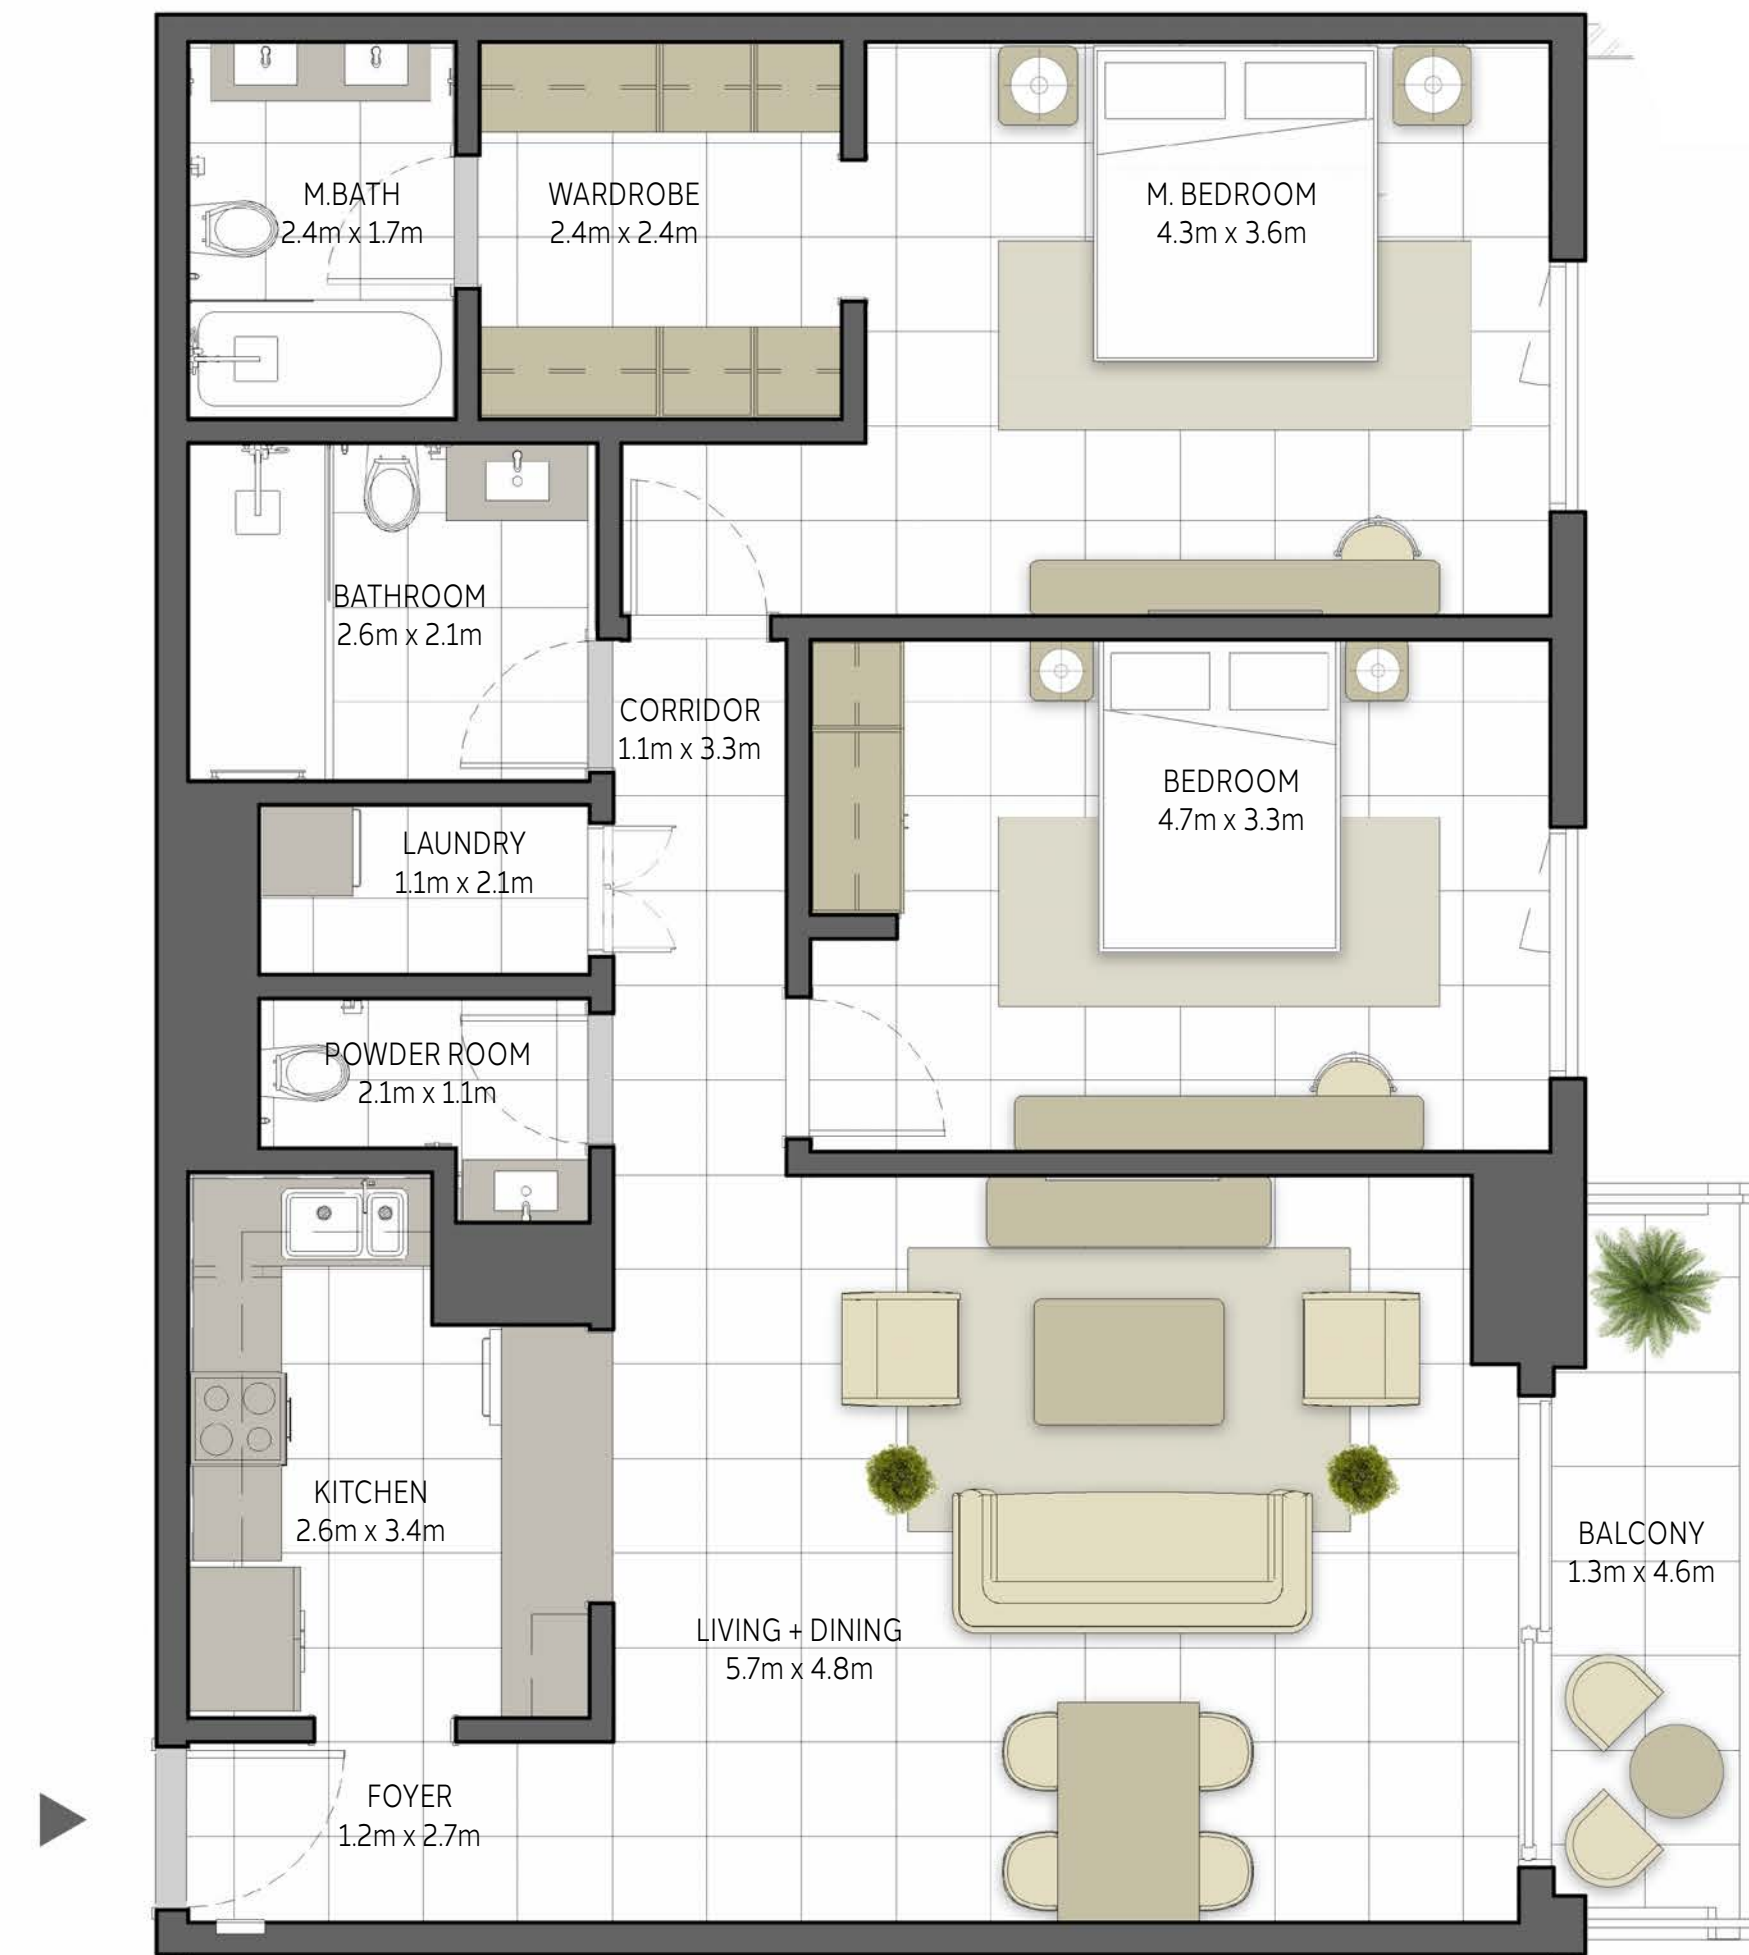 M.BATH
2.4m x 1.7m
WARDROBE
2.4m x 2.4m
M. BEDROOM
4.3m x 3.6m
BATHROOM
2.6m x 2.1m
CORRIDOR
1.1m x 3.3m
BEDROOM
4.7m x 3.3m
LAUNDRY
1.1m x 2.1m
POWDER ROOM
2.1m x 1.1m
KITCHEN
2.6m x 3.4m
BALCONY
1.3m x 4.6m
LIVING + DINING
5.7m x 4.8m
FOYER
1.2m x 2.7m